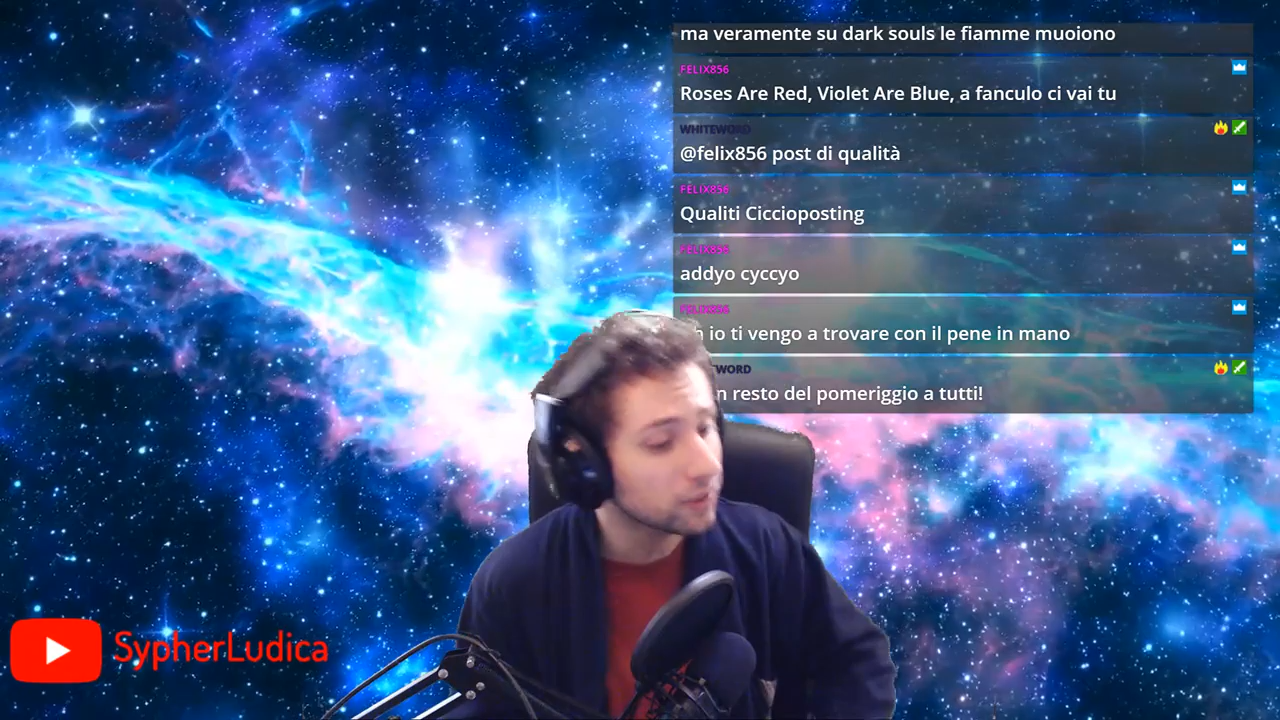 ma veramente su dark souls le fiamme muoiono
FELIX856
Roses Are Red, Violet Are Blue, a fanculo ci vai tu
WHITEWORD
@felix856 post di qualità
FELIX856
Qualiti Ciccioposting
FELIX856
addyo cyccyo
FELIX856
io ti vengo a trovare con il pene in mano
resto del pomeriggio a tutti!
SypherLudica